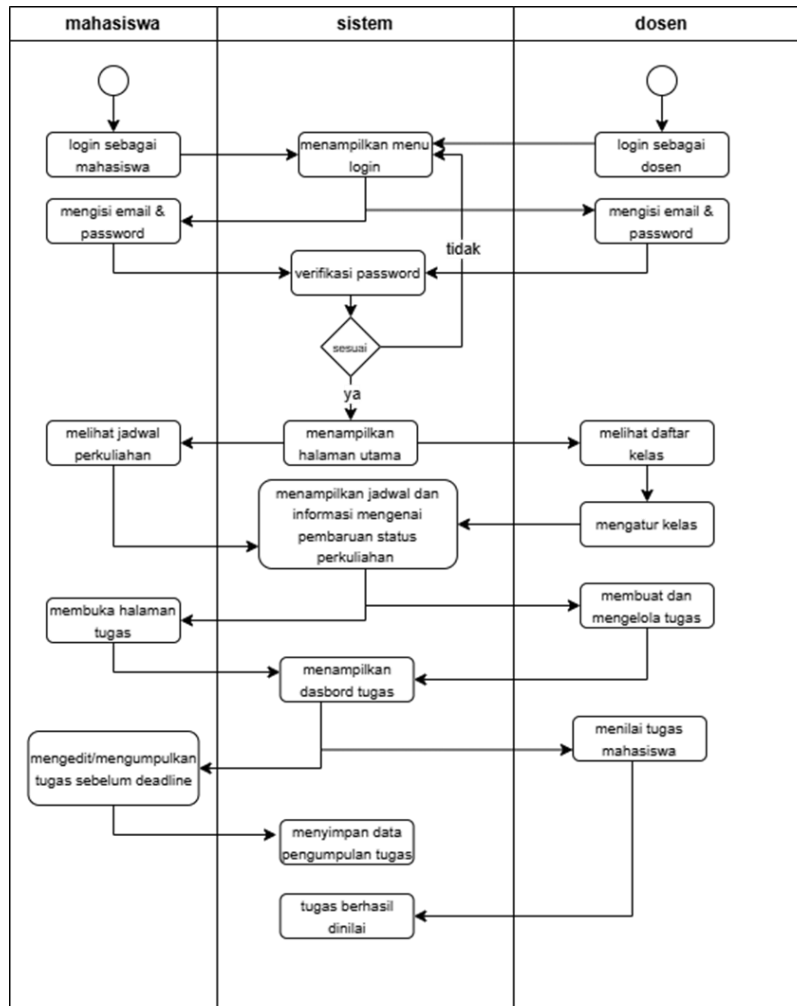 mahasiswa
sistem
dosen
login sebagai
mahasiswa
menampilkan menu
login
login sebagai
dosen
mengisi email &
password
mengisi email &
password
tidak
verifikasi password
sesuai
ya
melihat jadwal
perkuliahan
menampilkan
halaman utama
melihat daftar
kelas
menampilkan jadwal dan
informasi mengenai
pembaruan status
perkuliahan
mengatur kelas
membuka halaman
tugas
membuat dan
mengelola tugas
menampilkan
dasbord tugas
menilai tugas
mahasiswa
mengedit/mengumpulkan
tugas sebelum deadline
menyimpan data
pengumpulan tugas
tugas berhasil
dinilai